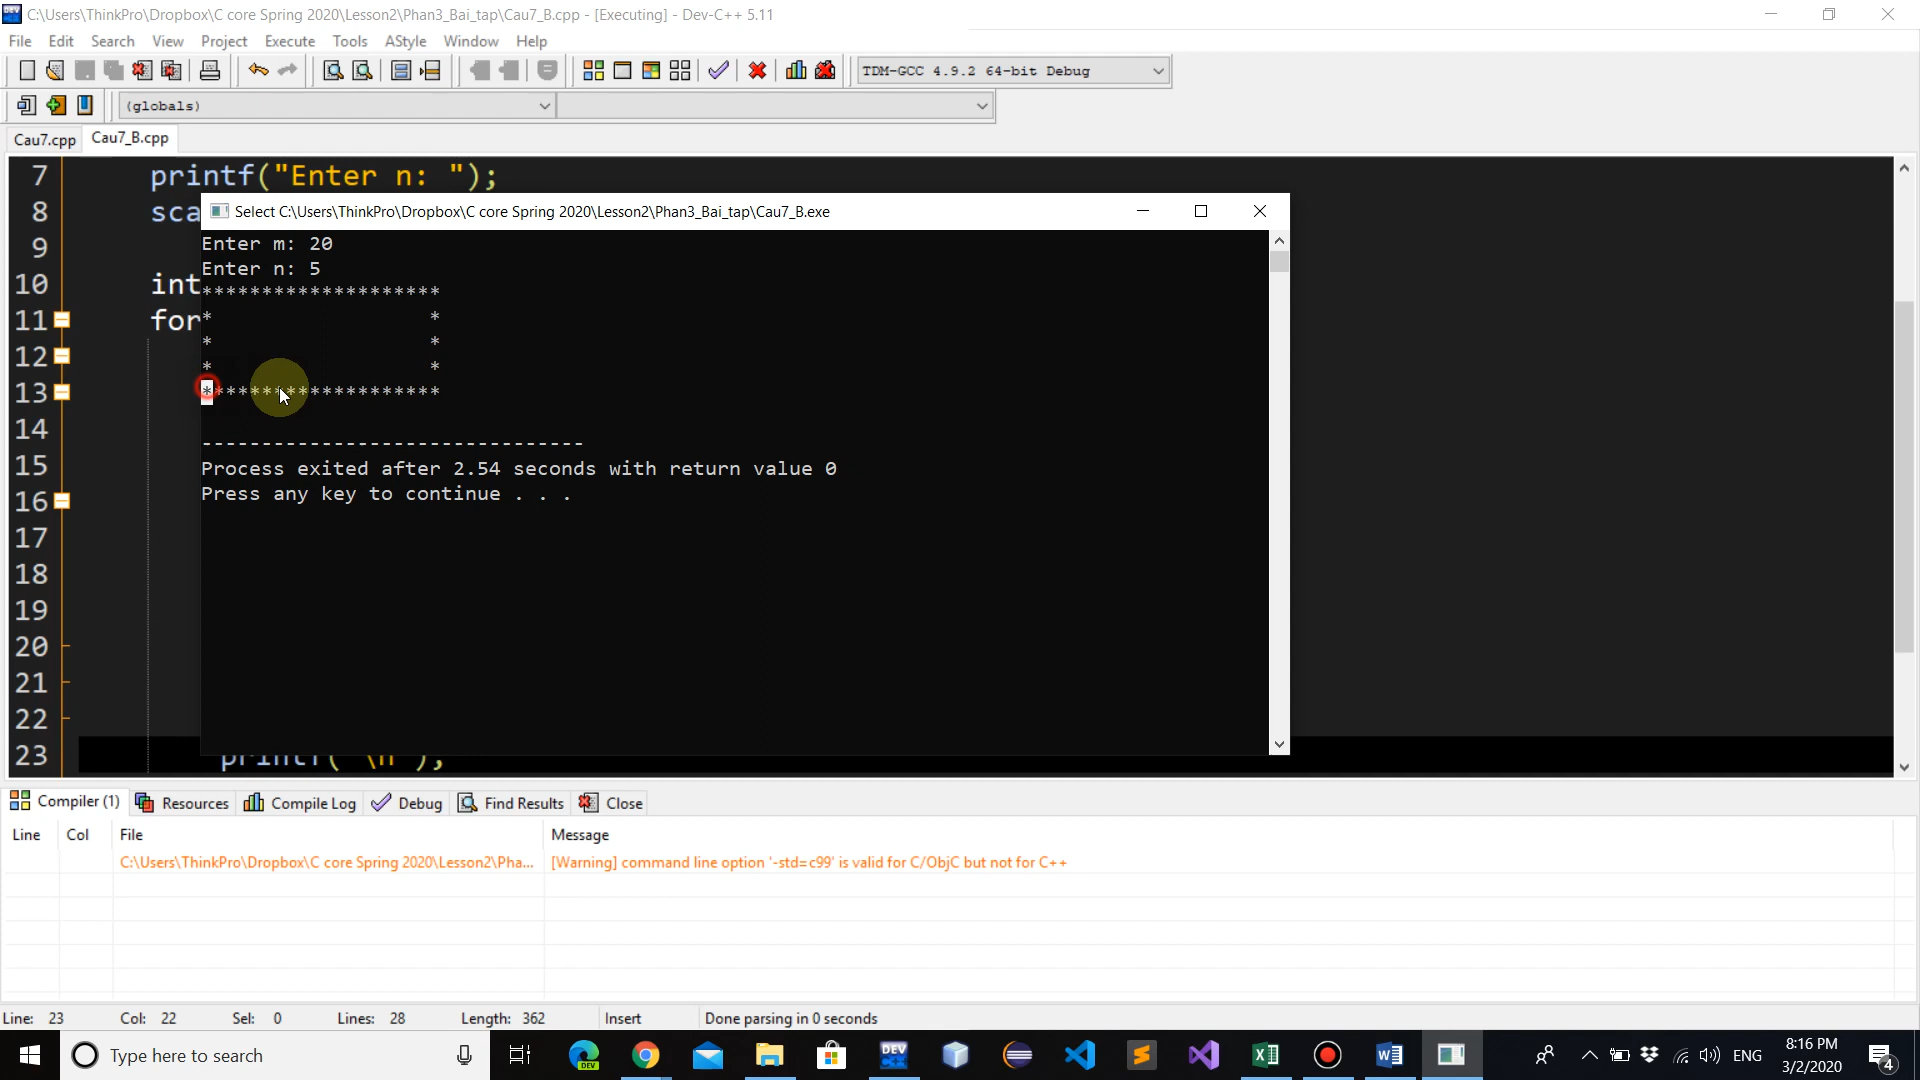 C:\Users\ThinkPro\Dropbox\C core Spring 2020\Lesson2\Phan3_Bai_tap\Cau7_B.cpp - [Executing] - Dev-C++ 5.11
File Edit Search View Project Execute Tools AStyle Window Help
TDM-GCC 4.9.2 64-bit Debug
(globals)
Cau7.cpp Cau7_B.cpp
7 printf("Enter n: ");
8 sca
9
10 int
11 for
12
13
14
15
16
17
18
19
20
21
22
23 printf("\n");
Select C:\Users\ThinkPro\Dropbox\C core Spring 2020\Lesson2\Phan3_Bai_tap\Cau7_B.exe
Enter m: 20
Enter n: 5
********************
*                  *
*                  *
*                  *
********************
--------------------------------
Process exited after 2.54 seconds with return value 0
Press any key to continue . . .
Compiler (1) Resources Compile Log Debug Find Results Close
Line Col File Message
C:\Users\ThinkPro\Dropbox\C core Spring 2020\Lesson2\Pha... [Warning] command line option '-std=c99' is valid for C/ObjC but not for C++
Line: 23 Col: 22 Sel: 0 Lines: 28 Length: 362 Insert Done parsing in 0 seconds
Type here to search
DEV
DEV
ENG
8:16 PM
3/2/2020
4